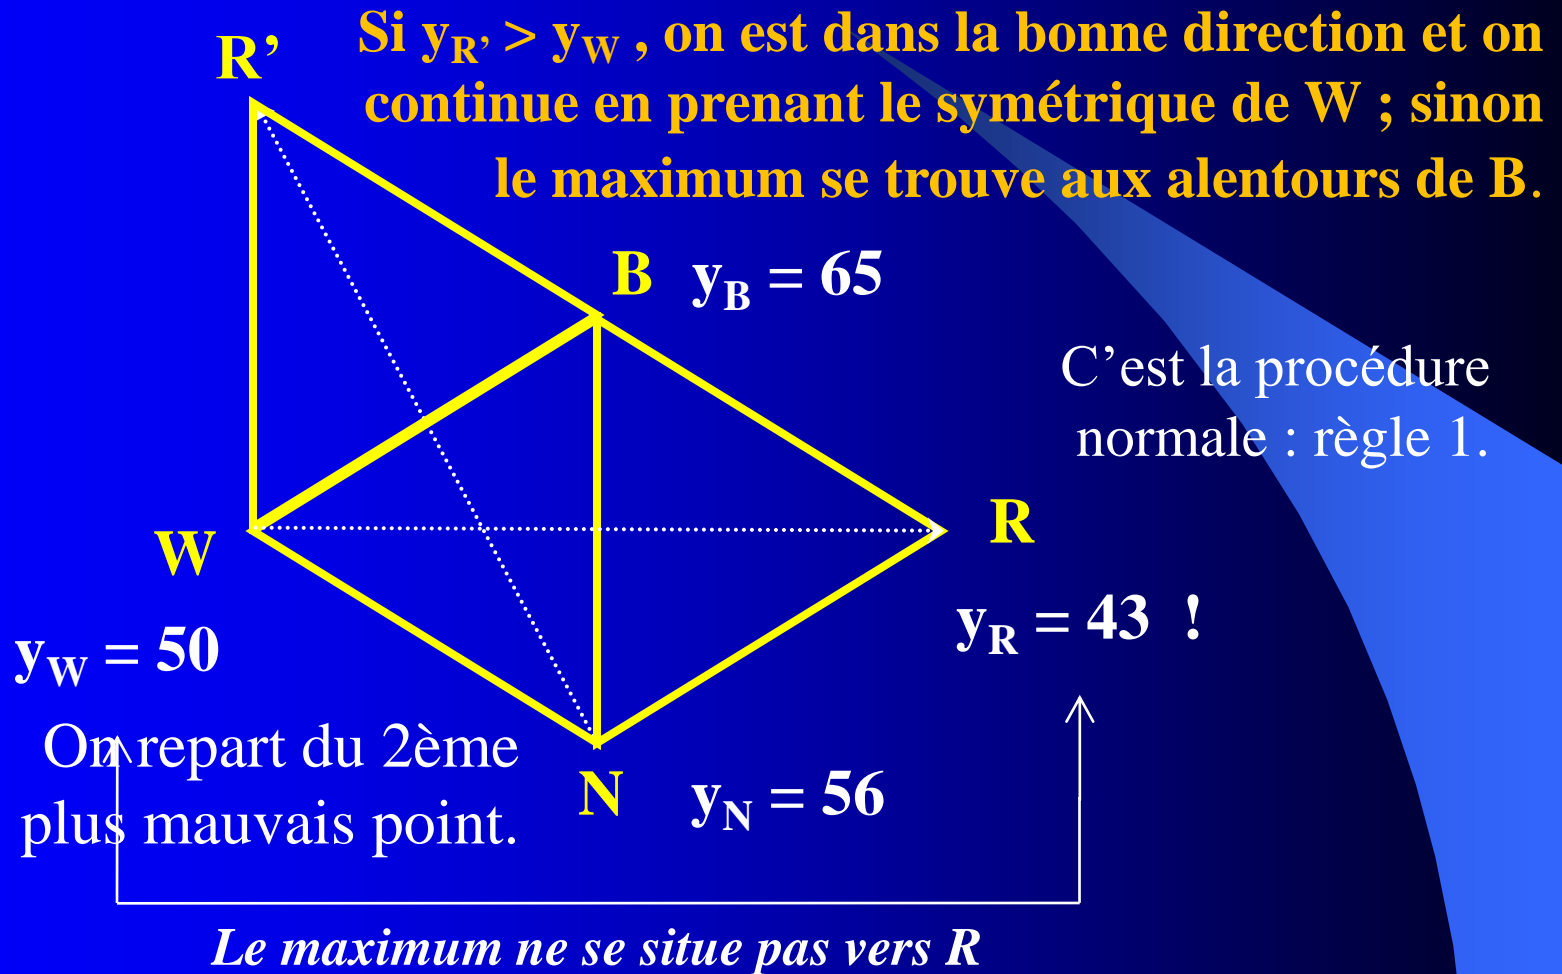 Si yR’ > yW , on est dans la bonne direction et on
continue en prenant le symétrique de W ; sinon
le maximum se trouve aux alentours de B.
R’
B yB = 65
C’est la procédure
normale : règle 1.
W
R
yW = 50
yR = 43 !
On repart du 2ème
plus mauvais point.
N yN = 56
Le maximum ne se situe pas vers R